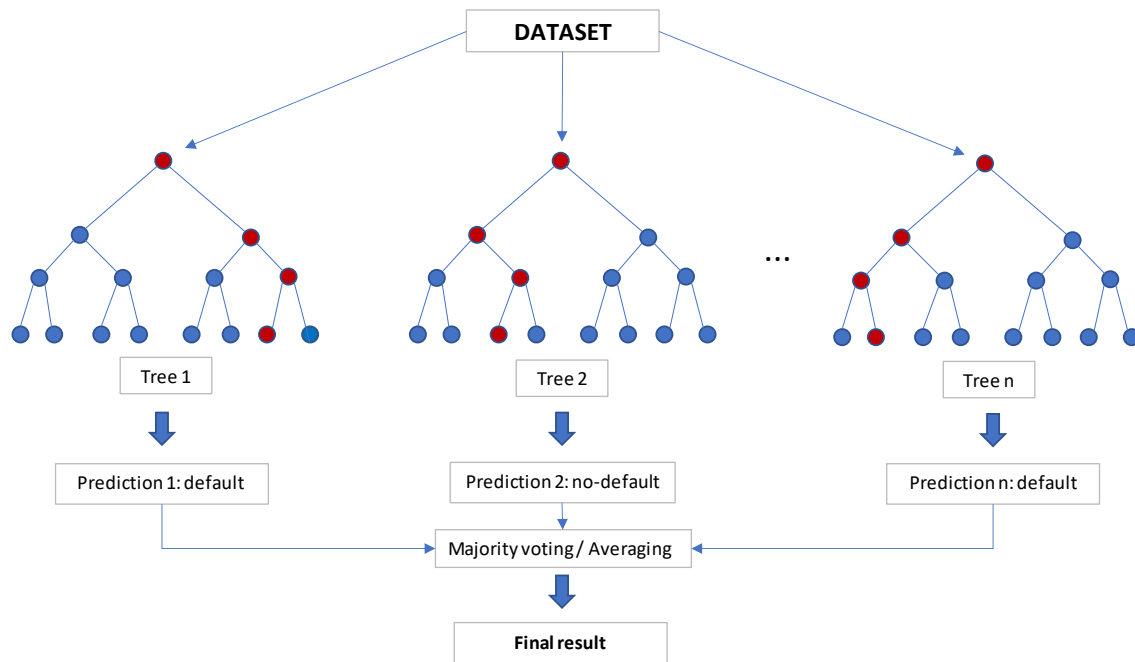 DATASET
...
Tree 1
Tree 2
Tree n
Prediction 1: default
Prediction 2: no-default
Prediction n: default
Majority voting / Averaging
Final result